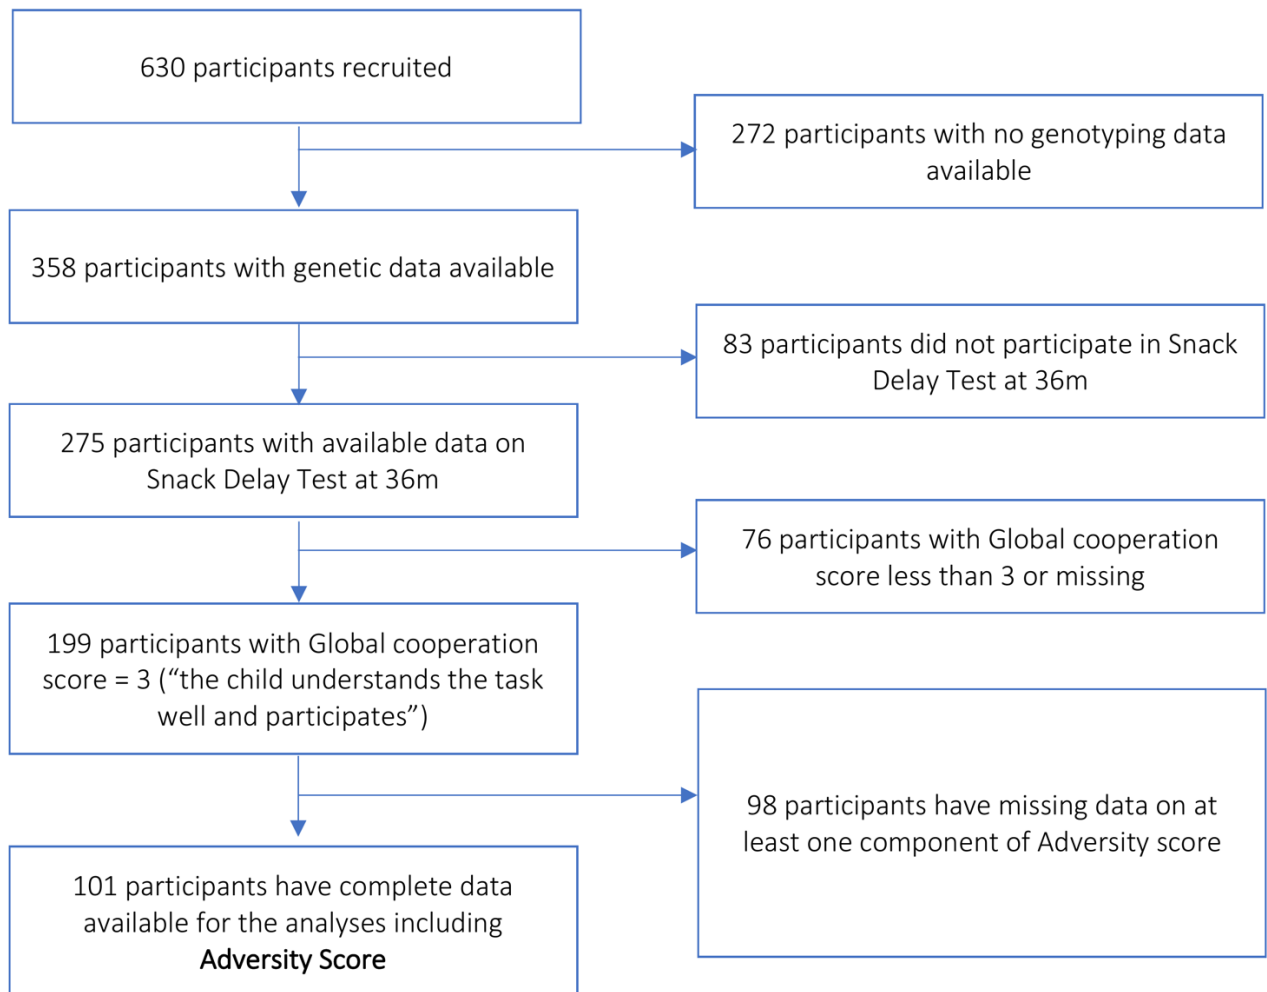 630 participants recruited
272 participants with no genotyping data
available
358 participants with genetic data available
83 participants did not participate in Snack
Delay Test at 36m
275 participants with available data on
Snack Delay Test at 36m
76 participants with Global cooperation
score less than 3 or missing
199 participants with Global cooperation
score = 3 (“the child understands the task
well and participates”)
98 participants have missing data on at
least one component of Adversity score
101 participants have complete data
available for the analyses including
Adversity Score